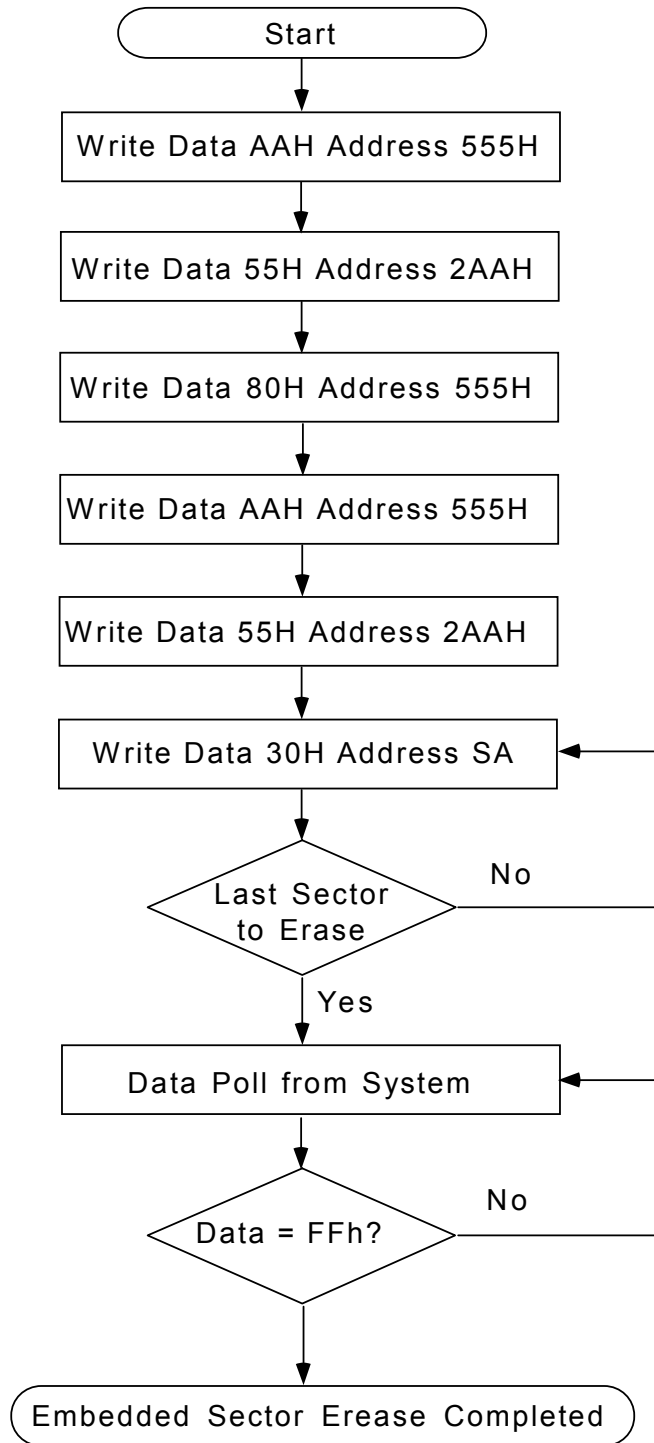 Start
Write Data AAH Address 555H
Write Data 55H Address 2AAH
Write Data 80H Address 555H
Write Data AAH Address 555H
Write Data 55H Address 2AAH
Write Data 30H Address SA
Last Sector
to Erase
No
Yes
Data Poll from System
Data = FFh?
No
Embedded Sector Erease Completed